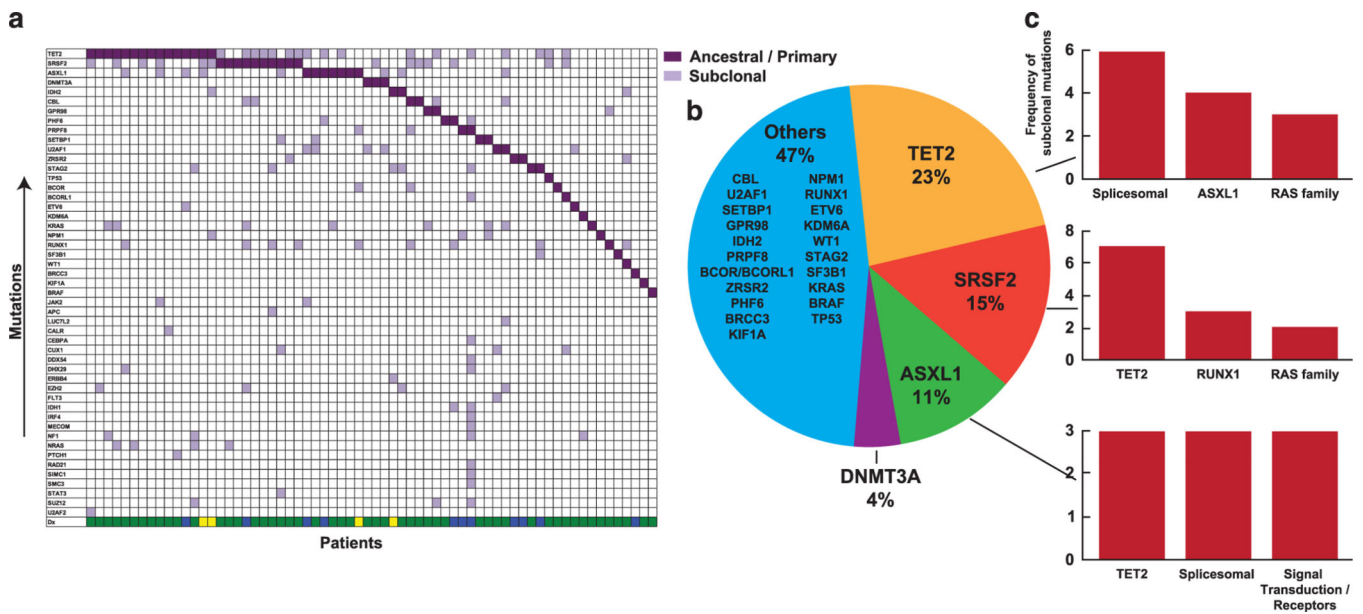 a
TET2
SRSF2
ASXL1
DNMT3A
IDH2
CBL
GPR98
PHF6
PRPF8
SETBP1
U2AF1
ZRSR2
STAG2
TP53
BCOR
BCORL1
ETV6
KDM6A
KRAS
NPM1
RUNX1
SF3B1
WT1
BRCC3
KIF1A
BRAF
JAK2
APC
LUC7L2
CALR
CEBPA
CUX1
DDX54
DHX29
ERBB4
EZH2
FLT3
IDH1
IRF4
MECOM
NF1
NRAS
PTCH1
RAD21
SIMC1
SMC3
STAT3
SUZ12
U2AF2
Dx
Mutations
Patients
Ancestral / Primary
Subclonal
b
Others
47%
CBL NPM1
U2AF1 RUNX1
SETBP1 ETV6
GPR98 KDM6A
IDH2 WT1
PRPF8 STAG2
BCOR/BCORL1 SF3B1
ZRSR2 KRAS
PHF6 BRAF
BRCC3 TP53
KIF1A
TET2
23%
SRSF2
15%
ASXL1
11%
DNMT3A
4%
c
Frequency of
subclonal mutations
6
4
2
0
Splicesomal ASXL1 RAS family
8
6
4
2
0
TET2 RUNX1 RAS family
3
2
1
0
TET2 Splicesomal Signal
Transduction /
Receptors